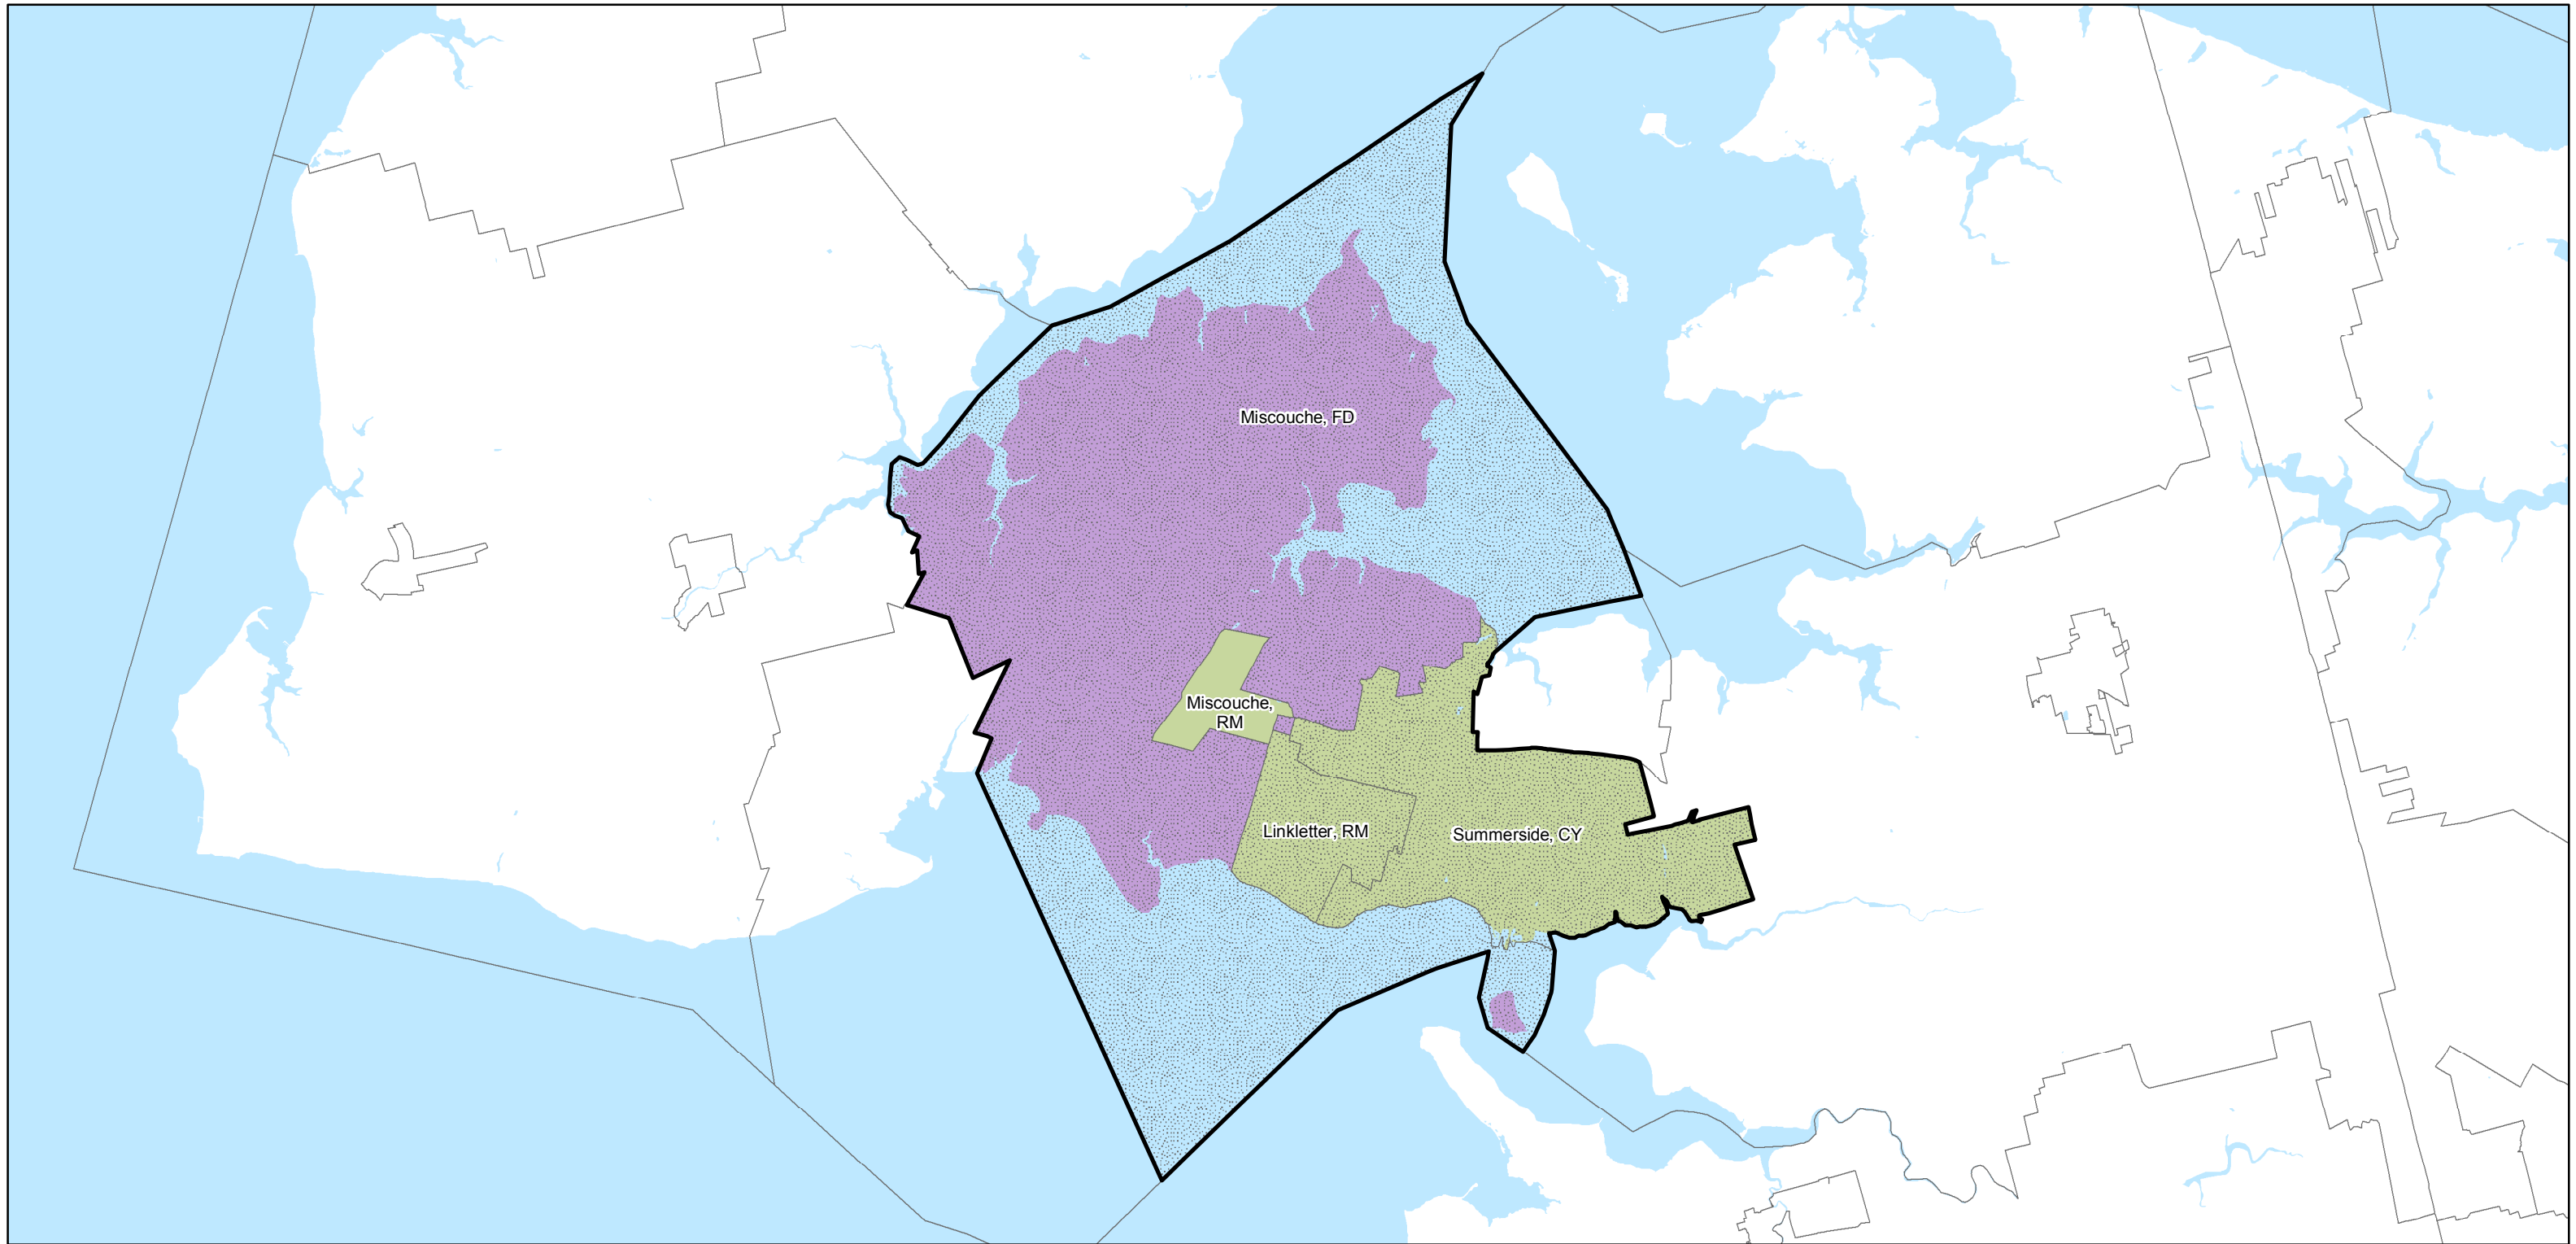 Miscouche, FD
Miscouche,
RM
Linkletter, RM
Summerside, CY